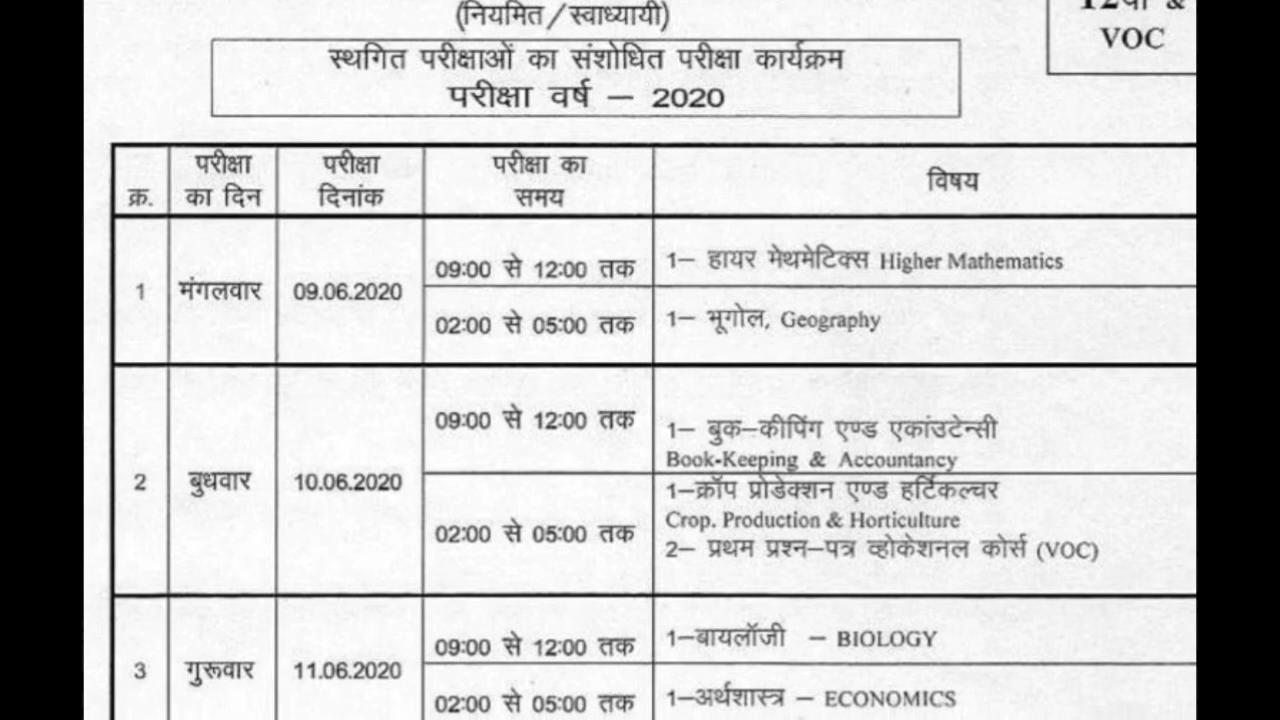 (नियमित/स्वाध्यायी)
12वीं &
VOC
स्थगित परीक्षाओं का संशोधित परीक्षा कार्यक्रम
परीक्षा वर्ष – 2020
क्र. परीक्षा का दिन परीक्षा दिनांक परीक्षा का समय विषय
1 मंगलवार 09.06.2020
09:00 से 12:00 तक 1– हायर मेथमेटिक्स Higher Mathematics
02:00 से 05:00 तक 1– भूगोल, Geography
2 बुधवार 10.06.2020
09:00 से 12:00 तक 1– बुक–कीपिंग एण्ड एकांउटेन्सी
Book-Keeping & Accountancy
02:00 से 05:00 तक 1–क्रॉप प्रोडेक्शन एण्ड हर्टिकल्चर
Crop. Production & Horticulture
2– प्रथम प्रश्न–पत्र व्होकेशनल कोर्स (VOC)
3 गुरूवार 11.06.2020
09:00 से 12:00 तक 1–बायलॉजी – BIOLOGY
02:00 से 05:00 तक 1–अर्थशास्त्र – ECONOMICS